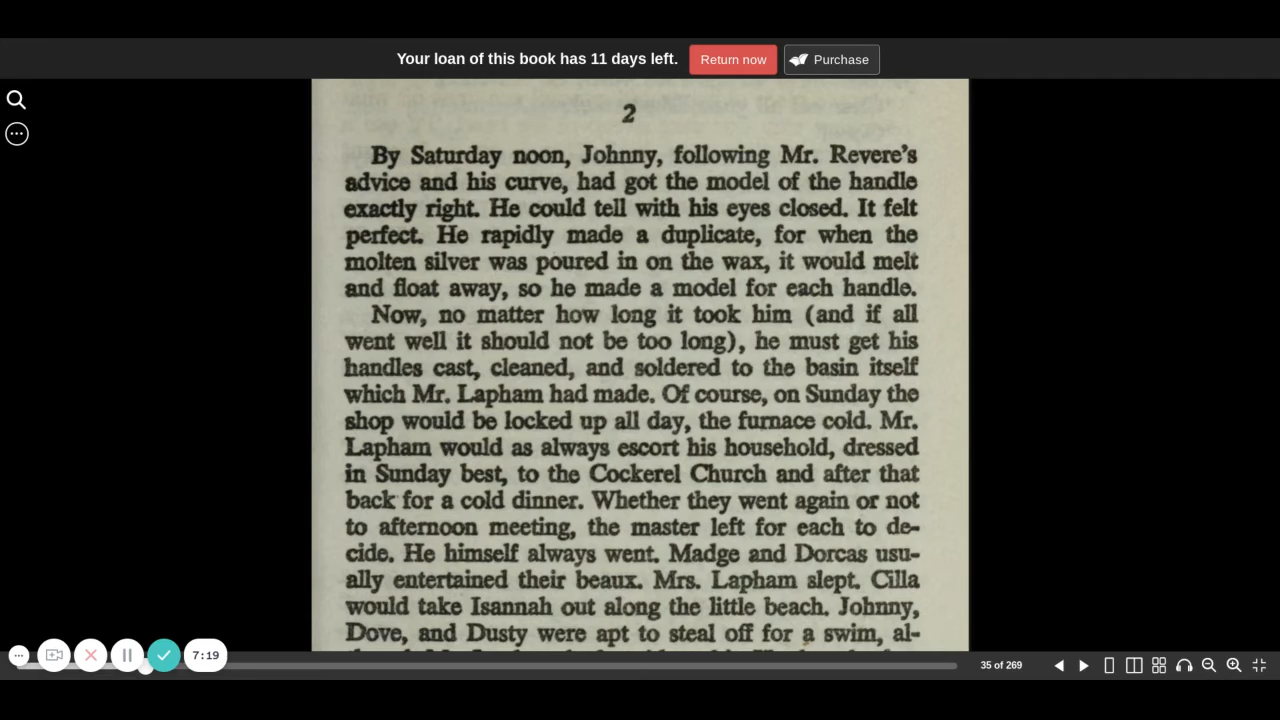 Your loan of this book has 11 days left. Return now Purchase
2
By Saturday noon, Johnny, following Mr. Revere's
advice and his curve, had got the model of the handle
exactly right. He could tell with his eyes closed. It felt
perfect. He rapidly made a duplicate, for when the
molten silver was poured in on the wax, it would melt
and float away, so he made a model for each handle.
Now, no matter how long it took him (and if all
went well it should not be too long), he must get his
handles cast, cleaned, and soldered to the basin itself
which Mr. Lapham had made. Of course, on Sunday the
shop would be locked up all day, the furnace cold. Mr.
Lapham would as always escort his household, dressed
in Sunday best, to the Cockerel Church and after that
back for a cold dinner. Whether they went again or not
to afternoon meeting, the master left for each to de-
cide. He himself always went. Madge and Dorcas usu-
ally entertained their beaux. Mrs. Lapham slept. Cilla
would take Isannah out along the little beach. Johnny,
Dove, and Dusty were apt to steal off for a swim, al-
7:19
35 of 269